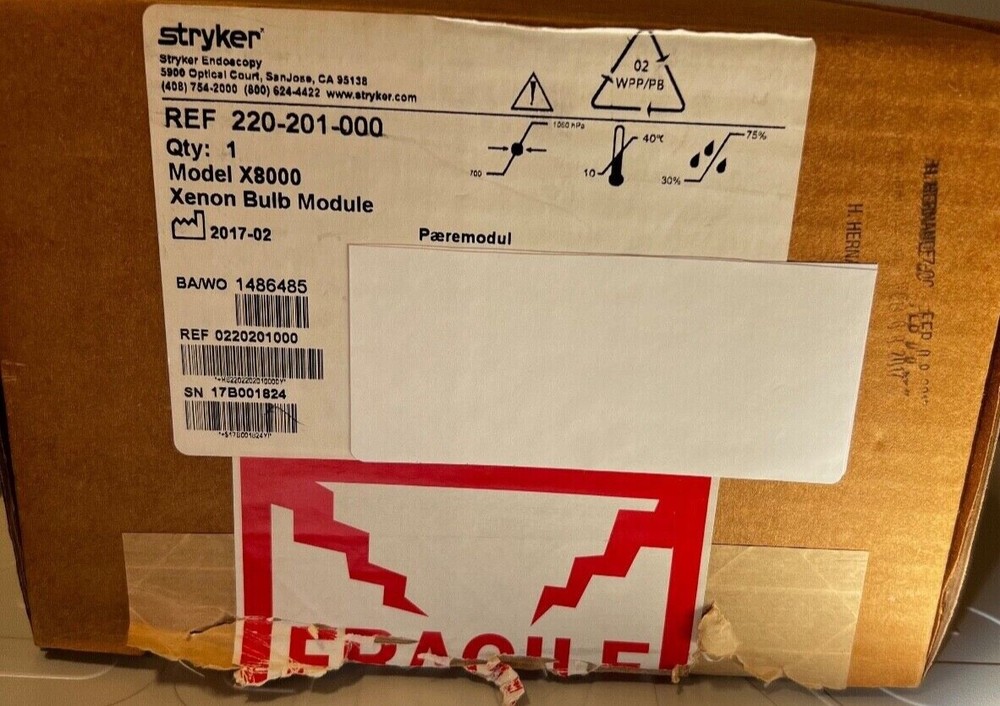 stryker
Stryker Endoscopy
5900 Optical Court, SanJose, CA 95138
(408) 754-2000 (800) 624-4422 www.stryker.com
02
WPP/PB
REF 220-201-000
Qty: 1
Model X8000
Xenon Bulb Module
2017-02
1060 hPa
700
40℃
10
75%
30%
Pæremodul
BA/WO 1486485
REF 0220201000
SN 17B001824
H. HERNA
FRAGILE